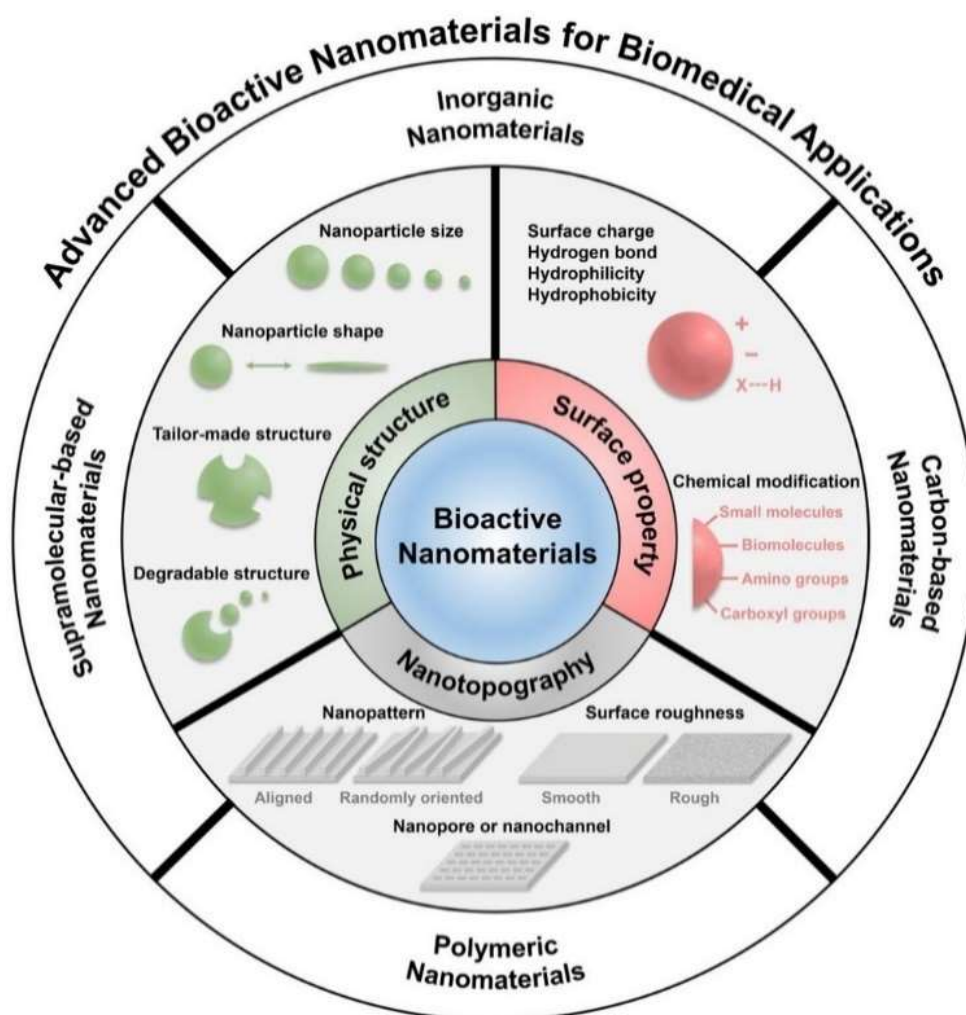 Advanced Bioactive Nanomaterials for Biomedical Applications
Inorganic
Nanomaterials
Nanoparticle size
Surface charge
Hydrogen bond
Hydrophilicity
Hydrophobicity
+
-
X---H
Nanoparticle shape
Physical structure
Surface property
Supramolecular-based
Nanomaterials
Carbon-based
Nanomaterials
Tailor-made structure
Bioactive
Nanomaterials
Chemical modification
Small molecules
Biomolecules
Amino groups
Carboxyl groups
Degradable structure
Nanotopography
Nanopattern
Surface roughness
Aligned
Randomly oriented
Smooth
Rough
Nanopore or nanochannel
Polymeric
Nanomaterials